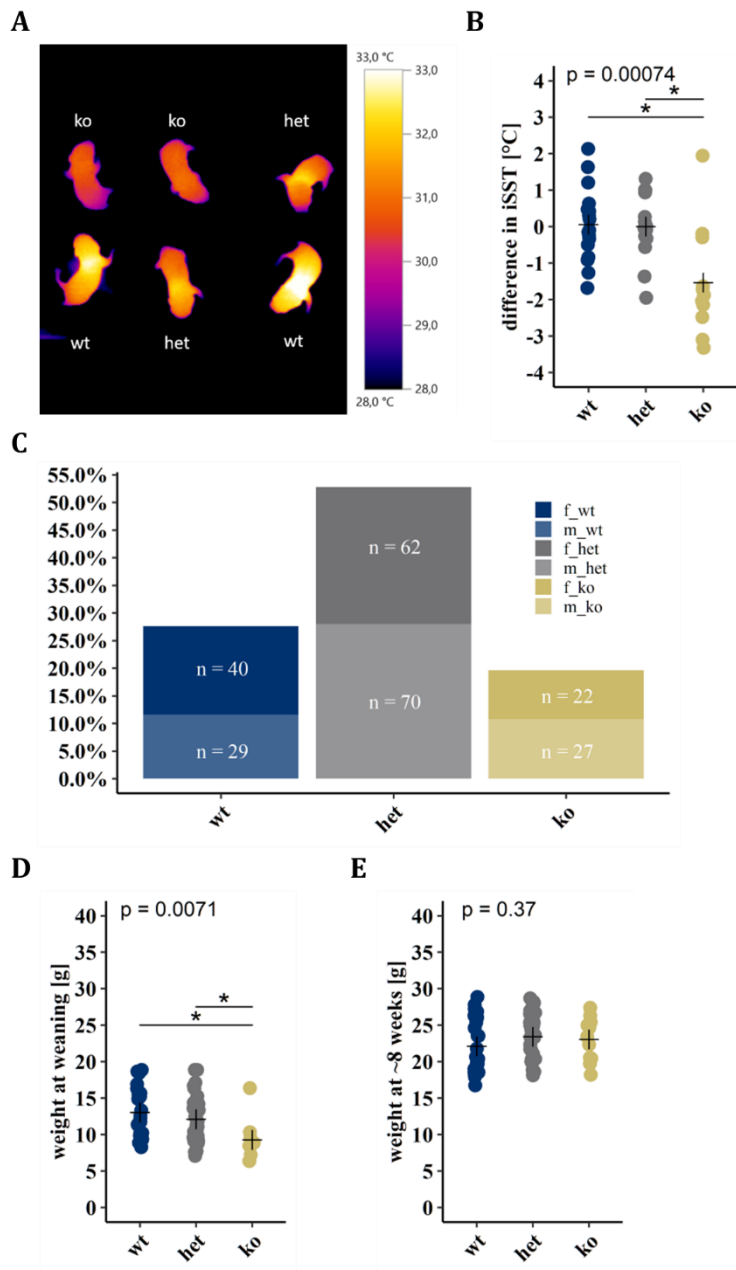 A
33,0 °C
33,0
32,0
31,0
30,0
29,0
28,0
28,0 °C
ko ko het
wt het wt
B
p = 0.00074
*
*
difference in iSST [°C]
4
3
2
1
0
-1
-2
-3
-4
wt het ko
C
55.0%
50.0%
45.0%
40.0%
35.0%
30.0%
25.0%
20.0%
15.0%
10.0%
5.0%
0.0%
n = 40
n = 29
n = 62
n = 70
n = 22
n = 27
f_wt
m_wt
f_het
m_het
f_ko
m_ko
wt het ko
D
p = 0.0071
*
*
weight at weaning [g]
40
35
30
25
20
15
10
5
0
wt het ko
E
p = 0.37
weight at ~8 weeks [g]
40
35
30
25
20
15
10
5
0
wt het ko